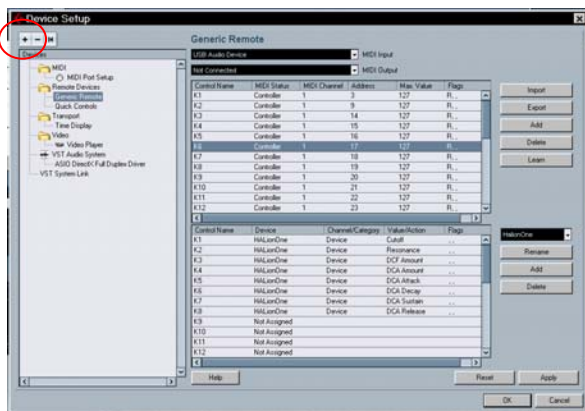 Device Setup
Devices
MIDI
MIDI Port Setup
Remote Devices
Generic Remote
Quick Controls
Transport
Time Display
Video
Video Player
VST Audio System
ASIO DirectX Full Duplex Driver
VST System Link
Generic Remote
USB Audio Device MIDI Input
Not Connected MIDI Output
Control Name MIDI Status MIDI Channel Address Max. Value Flags
K1 Controller 1 3 127 R, ,
K2 Controller 1 9 127 R, ,
K3 Controller 1 14 127 R, ,
K4 Controller 1 15 127 R, ,
K5 Controller 1 16 127 R, ,
K6 Controller 1 17 127 R, ,
K7 Controller 1 18 127 R, ,
K8 Controller 1 19 127 R, ,
K9 Controller 1 20 127 R, ,
K10 Controller 1 21 127 R, ,
K11 Controller 1 22 127 R, ,
K12 Controller 1 23 127 R, ,
Import
Export
Add
Delete
Learn
Control Name Device Channel/Category Value/Action Flags
K1 HALionOne Device Cutoff , ,
K2 HALionOne Device Resonance , ,
K3 HALionOne Device DCF Amount , ,
K4 HALionOne Device DCA Amount , ,
K5 HALionOne Device DCA Attack , ,
K6 HALionOne Device DCA Decay , ,
K7 HALionOne Device DCA Sustain , ,
K8 HALionOne Device DCA Release , ,
K9 Not Assigned
K10 Not Assigned
K11 Not Assigned
K12 Not Assigned
HalionOne
Rename
Add
Delete
Help Reset Apply
OK Cancel